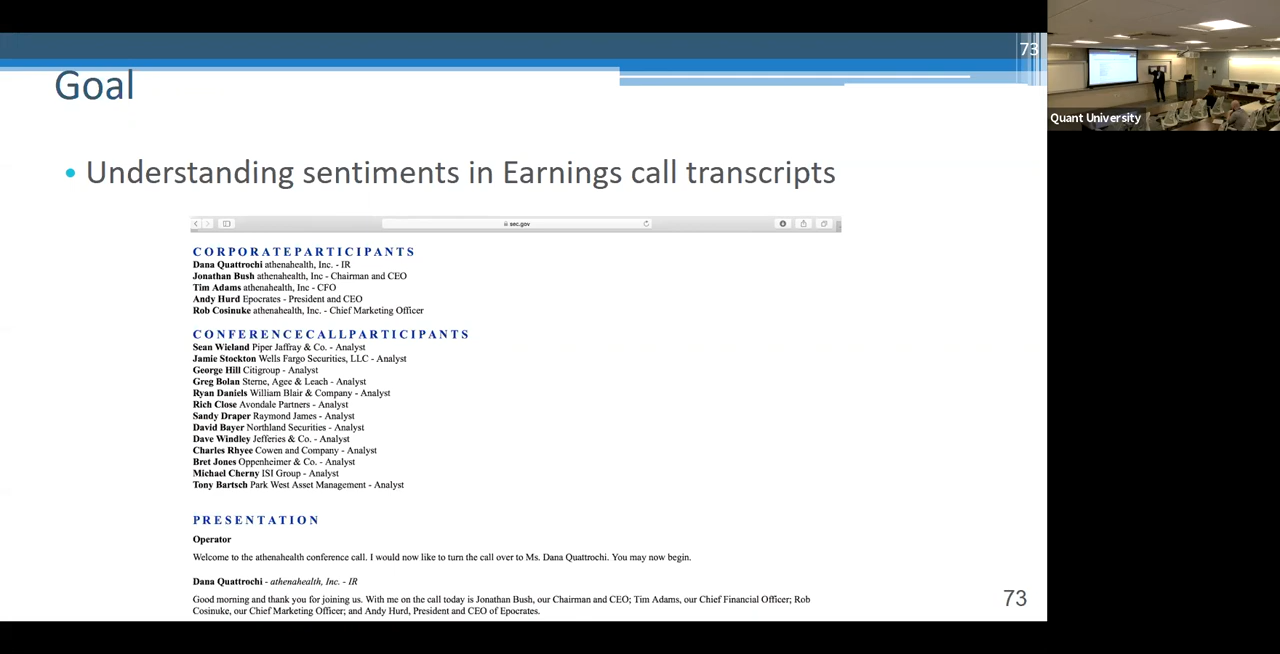 73
Goal
Quant University
• Understanding sentiments in Earnings call transcripts
sec.gov
CORPORATEPARTICIPANTS
Dana Quattrochi athenahealth, Inc. - IR
Jonathan Bush athenahealth, Inc - Chairman and CEO
Tim Adams athenahealth, Inc - CFO
Andy Hurd Epocrates - President and CEO
Rob Cosinuke athenahealth, Inc. - Chief Marketing Officer
CONFERENCECALLPARTICIPANTS
Sean Wieland Piper Jaffray & Co. - Analyst
Jamie Stockton Wells Fargo Securities, LLC - Analyst
George Hill Citigroup - Analyst
Greg Bolan Sterne, Agee & Leach - Analyst
Ryan Daniels William Blair & Company - Analyst
Rich Close Avondale Partners - Analyst
Sandy Draper Raymond James - Analyst
David Bayer Northland Securities - Analyst
Dave Windley Jefferies & Co. - Analyst
Charles Rhyee Cowen and Company - Analyst
Bret Jones Oppenheimer & Co. - Analyst
Michael Cherny ISI Group - Analyst
Tony Bartsch Park West Asset Management - Analyst
PRESENTATION
Operator
Welcome to the athenahealth conference call. I would now like to turn the call over to Ms. Dana Quattrochi. You may now begin.
Dana Quattrochi - athenahealth, Inc. - IR
Good morning and thank you for joining us. With me on the call today is Jonathan Bush, our Chairman and CEO; Tim Adams, our Chief Financial Officer; Rob
Cosinuke, our Chief Marketing Officer; and Andy Hurd, President and CEO of Epocrates.
73